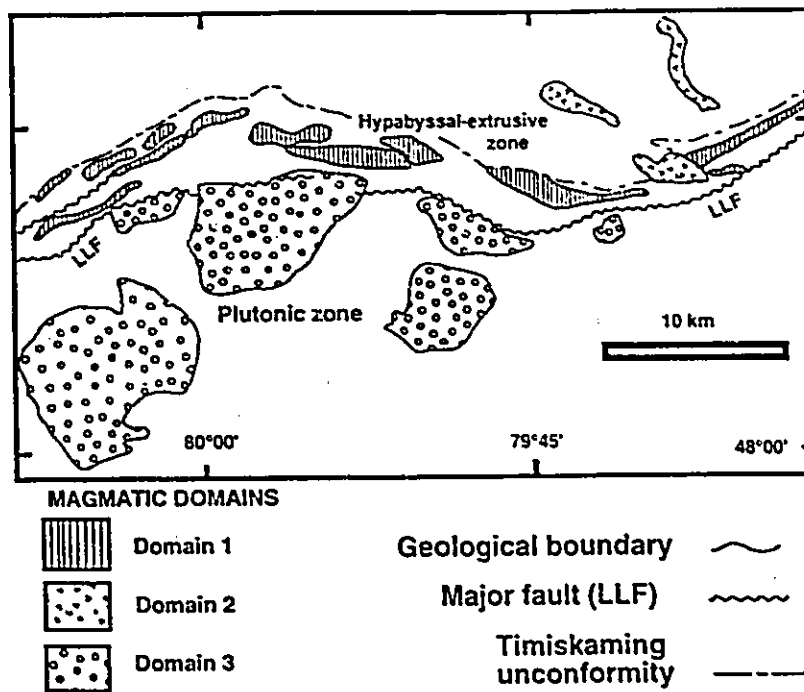 Hypabyssal-extrusive
zone
LLF
LLF
Plutonic zone
10 km
80°00'
79°45'
48°00'
MAGMATIC DOMAINS
Domain 1
Domain 2
Domain 3
Geological boundary
Major fault (LLF)
Timiskaming
unconformity